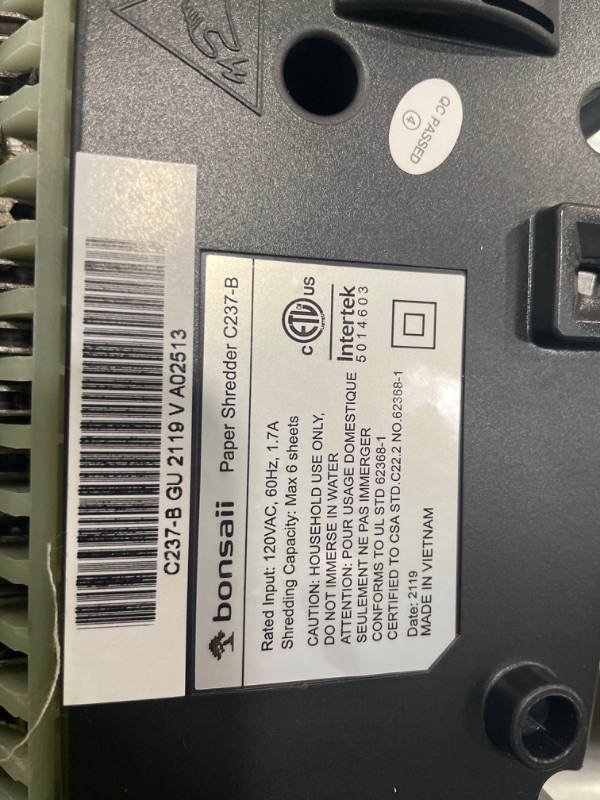 QC PASSED
4
C237-B GU 2119 V A02513
bonsaii Paper Shredder C237-B
Rated Input: 120VAC, 60Hz, 1.7A
Shredding Capacity: Max 6 sheets
CAUTION: HOUSEHOLD USE ONLY,
DO NOT IMMERSE IN WATER
ATTENTION: POUR USAGE DOMESTIQUE
SEULEMENT NE PAS IMMERGER
CONFORMS TO UL STD 62368-1
CERTIFIED TO CSA STD.C22.2 NO.62368-1
Date: 2119
MADE IN VIETNAM
c ETL us
Intertek
5014603